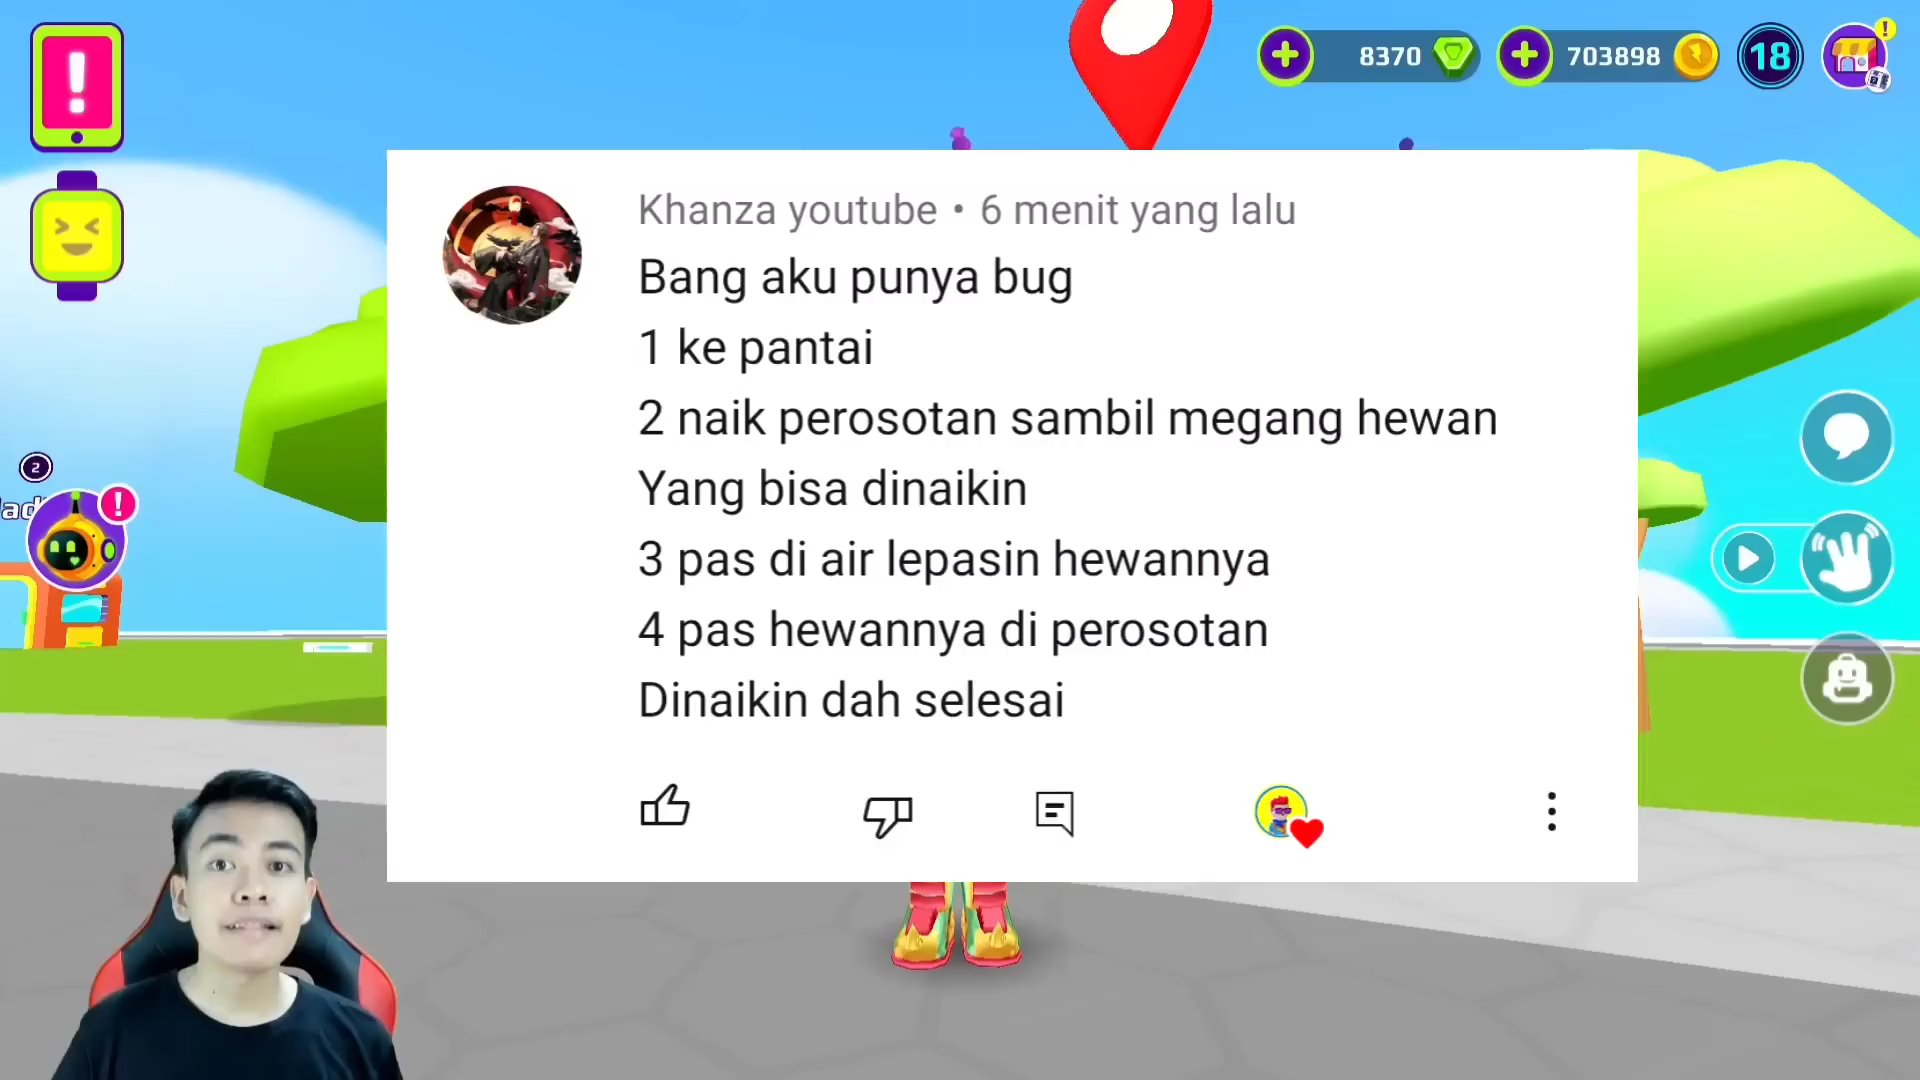 8370
703898
18
!
!
2
!
Khanza youtube • 6 menit yang lalu
Bang aku punya bug
1 ke pantai
2 naik perosotan sambil megang hewan
Yang bisa dinaikin
3 pas di air lepasin hewannya
4 pas hewannya di perosotan
Dinaikin dah selesai